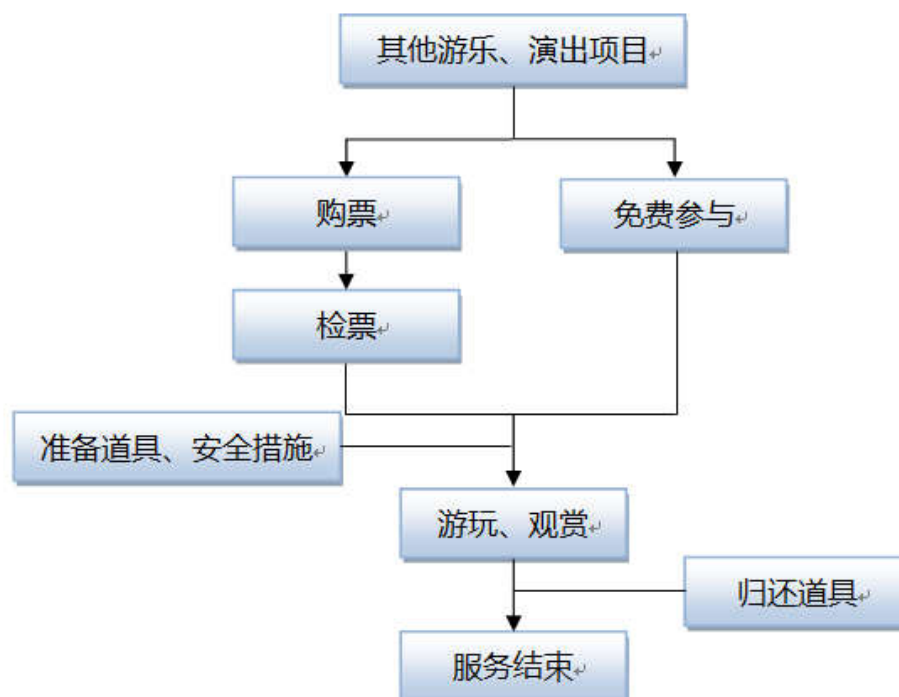 其他游乐、演出项目
购票
免费参与
检票
准备道具、安全措施
游玩、观赏
归还道具
服务结束